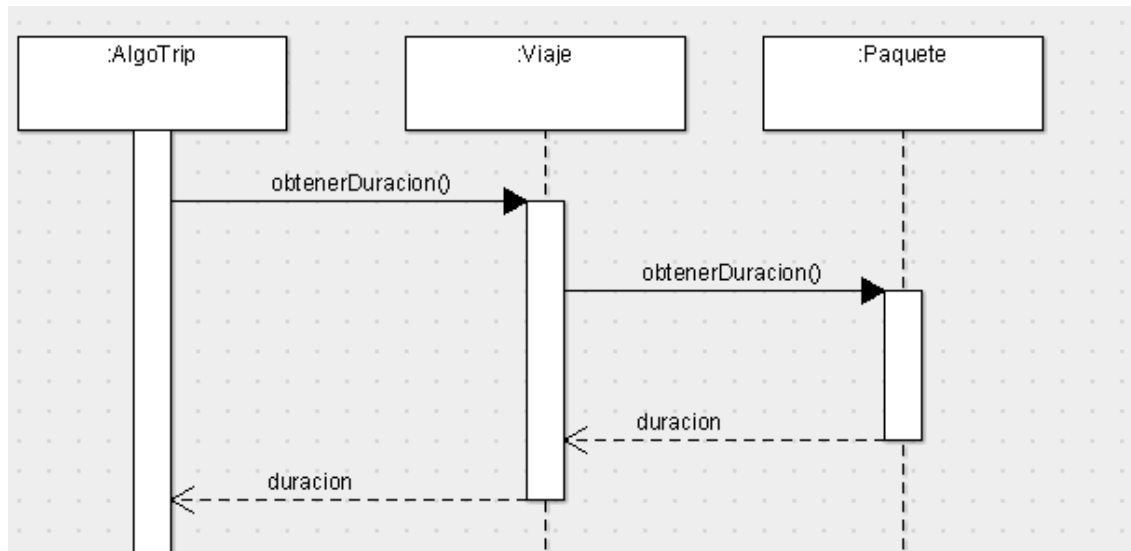 :AlgoTrip
:Viaje
:Paquete
obtenerDuracion()
obtenerDuracion()
duracion
duracion